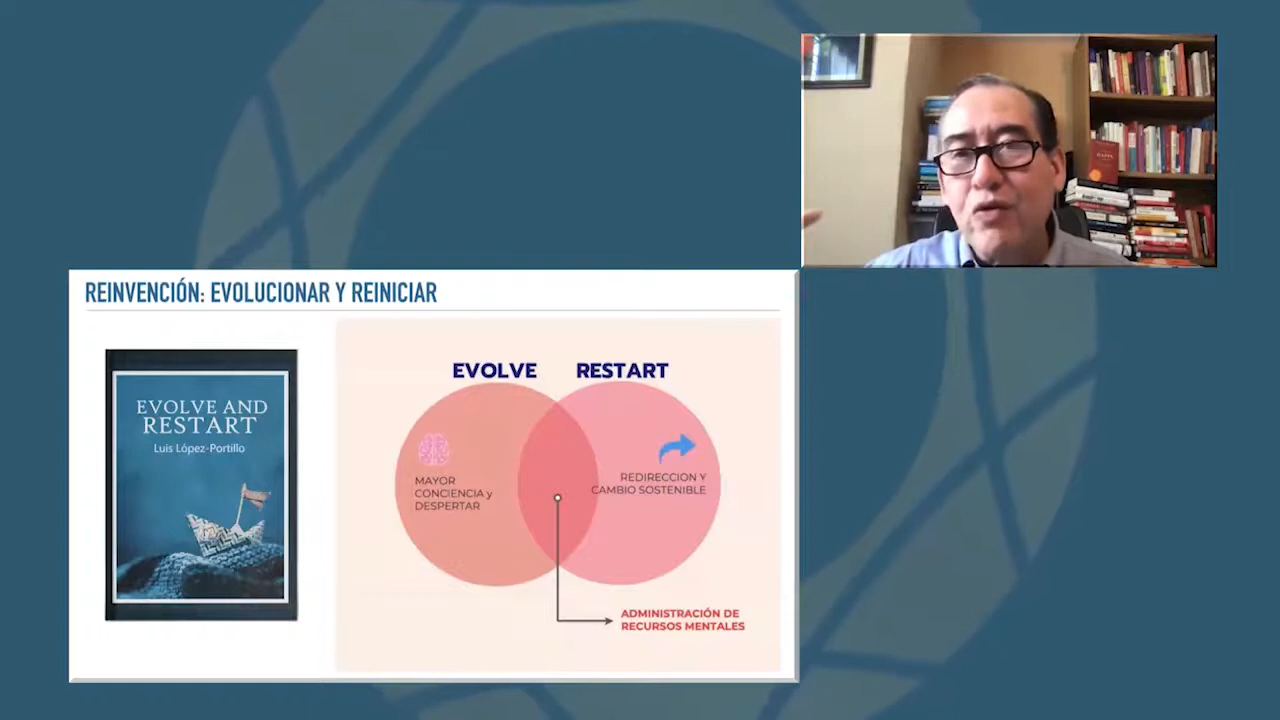 REINVENCIÓN: EVOLUCIONAR Y REINICIAR
EVOLVE AND
RESTART
Luis López-Portillo
EVOLVE
RESTART
MAYOR
CONCIENCIA y
DESPERTAR
REDIRECCION Y
CAMBIO SOSTENIBLE
ADMINISTRACIÓN DE
RECURSOS MENTALES